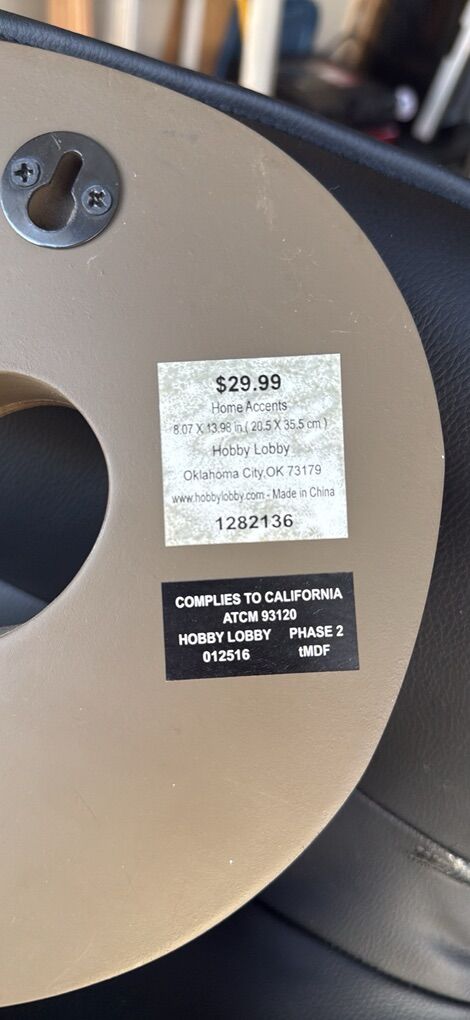 $29.99
Home Accents
8.07 X 13.98 in.( 20.5 X 35.5 cm )
Hobby Lobby
Oklahoma City,OK 73179
www.hobbylobby.com - Made in China
1282136
COMPLIES TO CALIFORNIA
ATCM 93120
HOBBY LOBBY PHASE 2
012516 tMDF